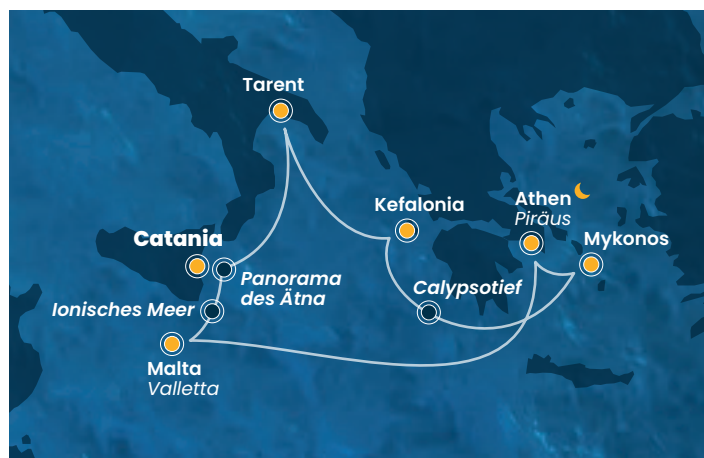 Tarent
Kefalonia
Athen
Piräus
Mykonos
Catania
Panorama
des Ätna
Calypsotief
Ionisches Meer
Malta
Valletta